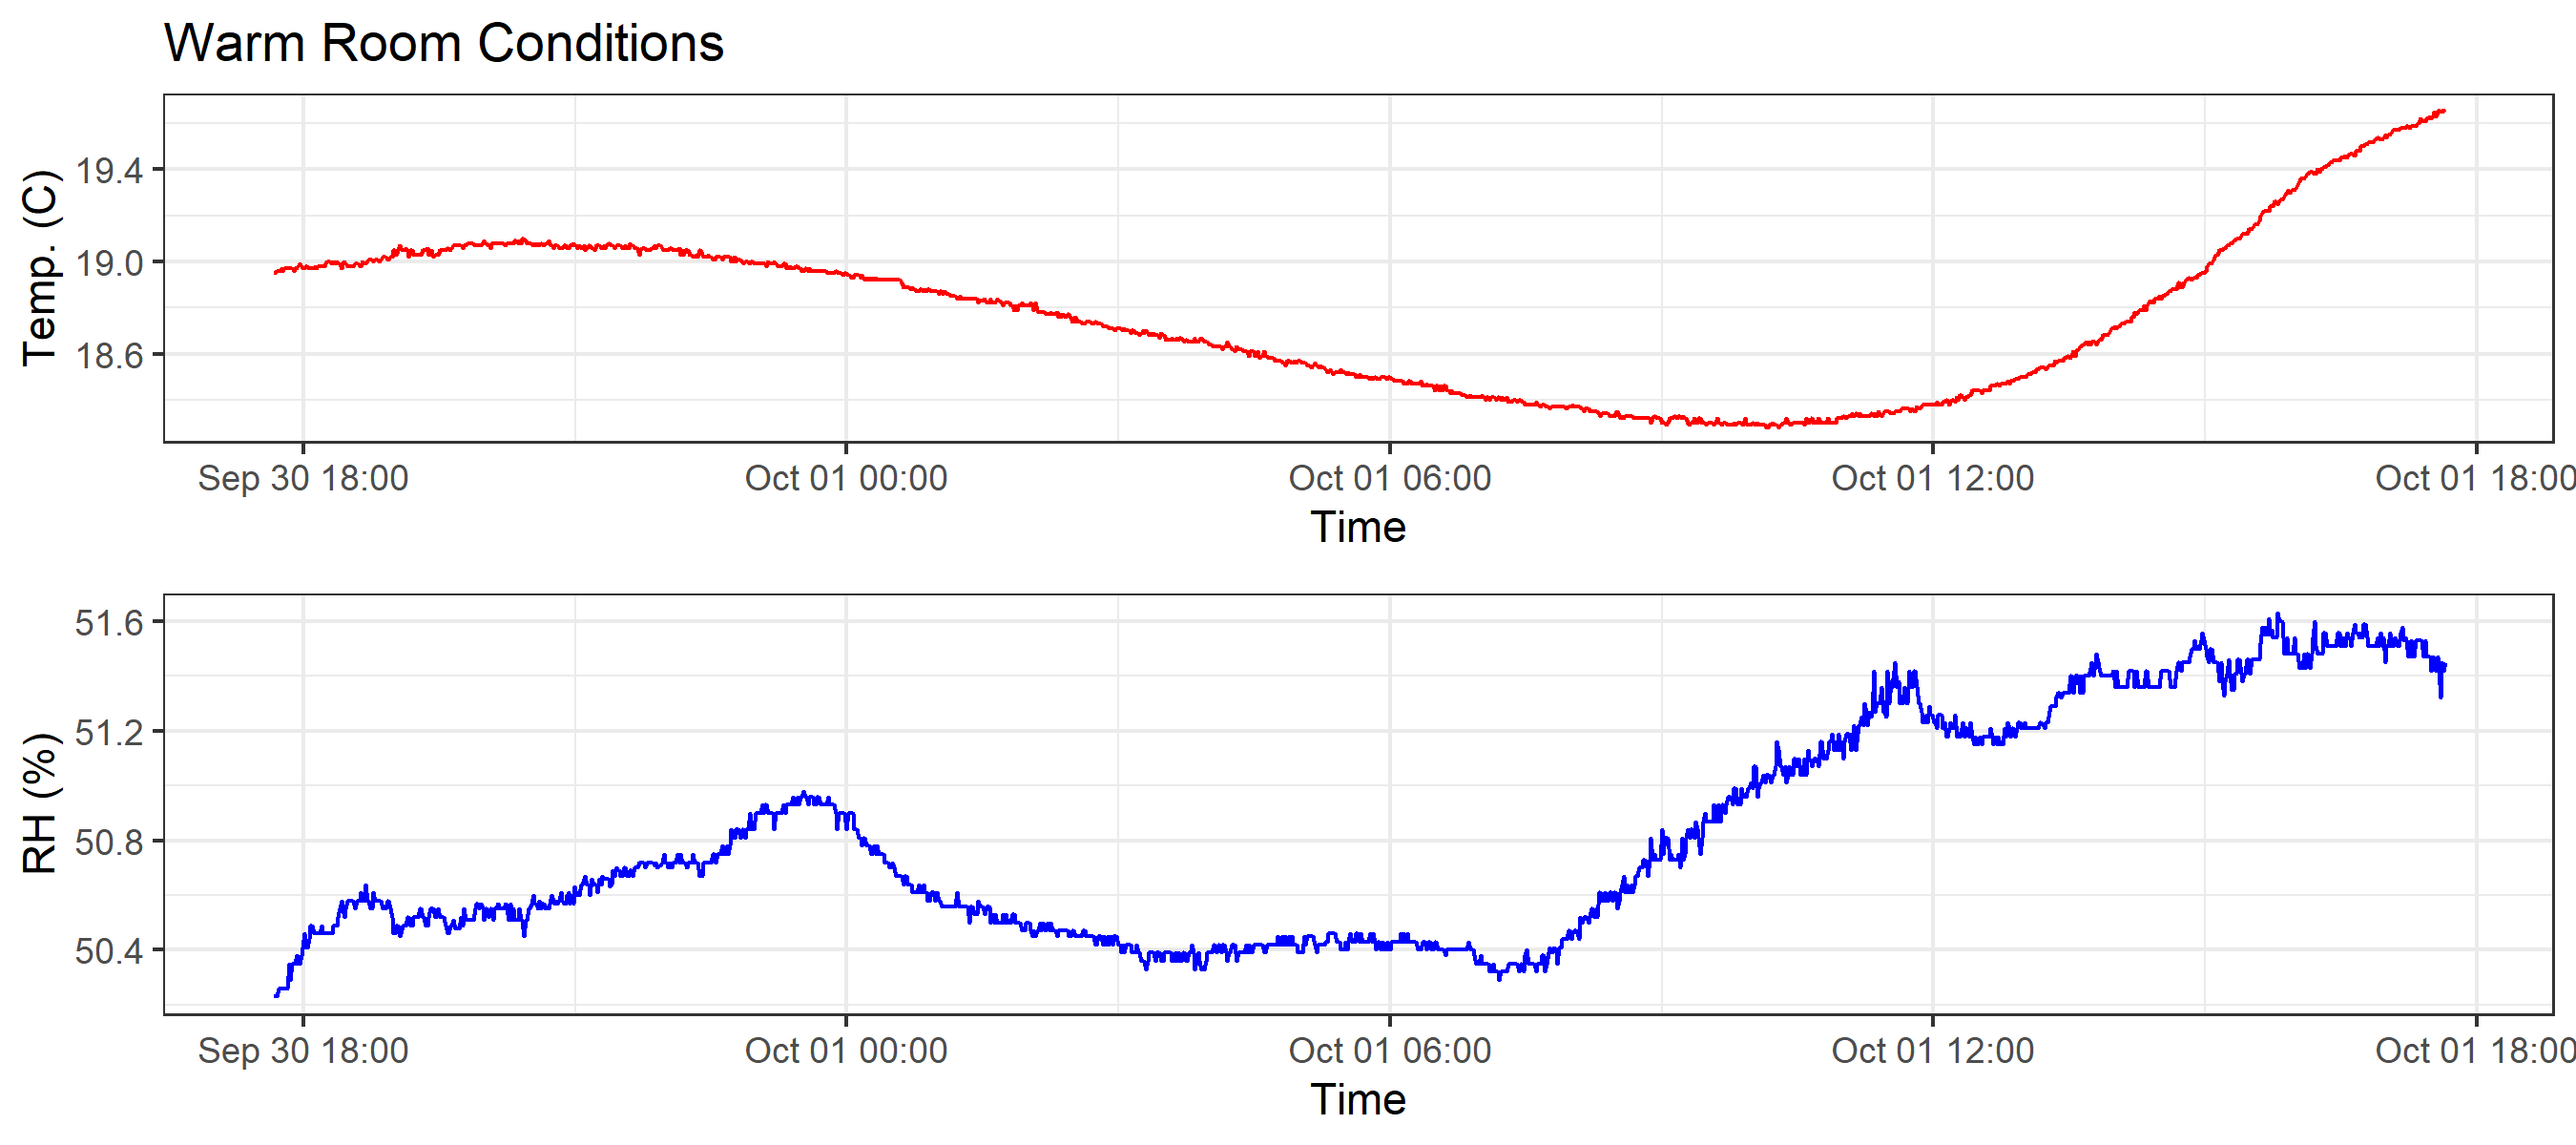 Warm Room Conditions
Temp. (C)
19.4
19.0
18.6
Sep 30 18:00 Oct 01 00:00 Oct 01 06:00 Oct 01 12:00 Oct 01 18:00
Time
RH (%)
51.6
51.2
50.8
50.4
Sep 30 18:00 Oct 01 00:00 Oct 01 06:00 Oct 01 12:00 Oct 01 18:00
Time